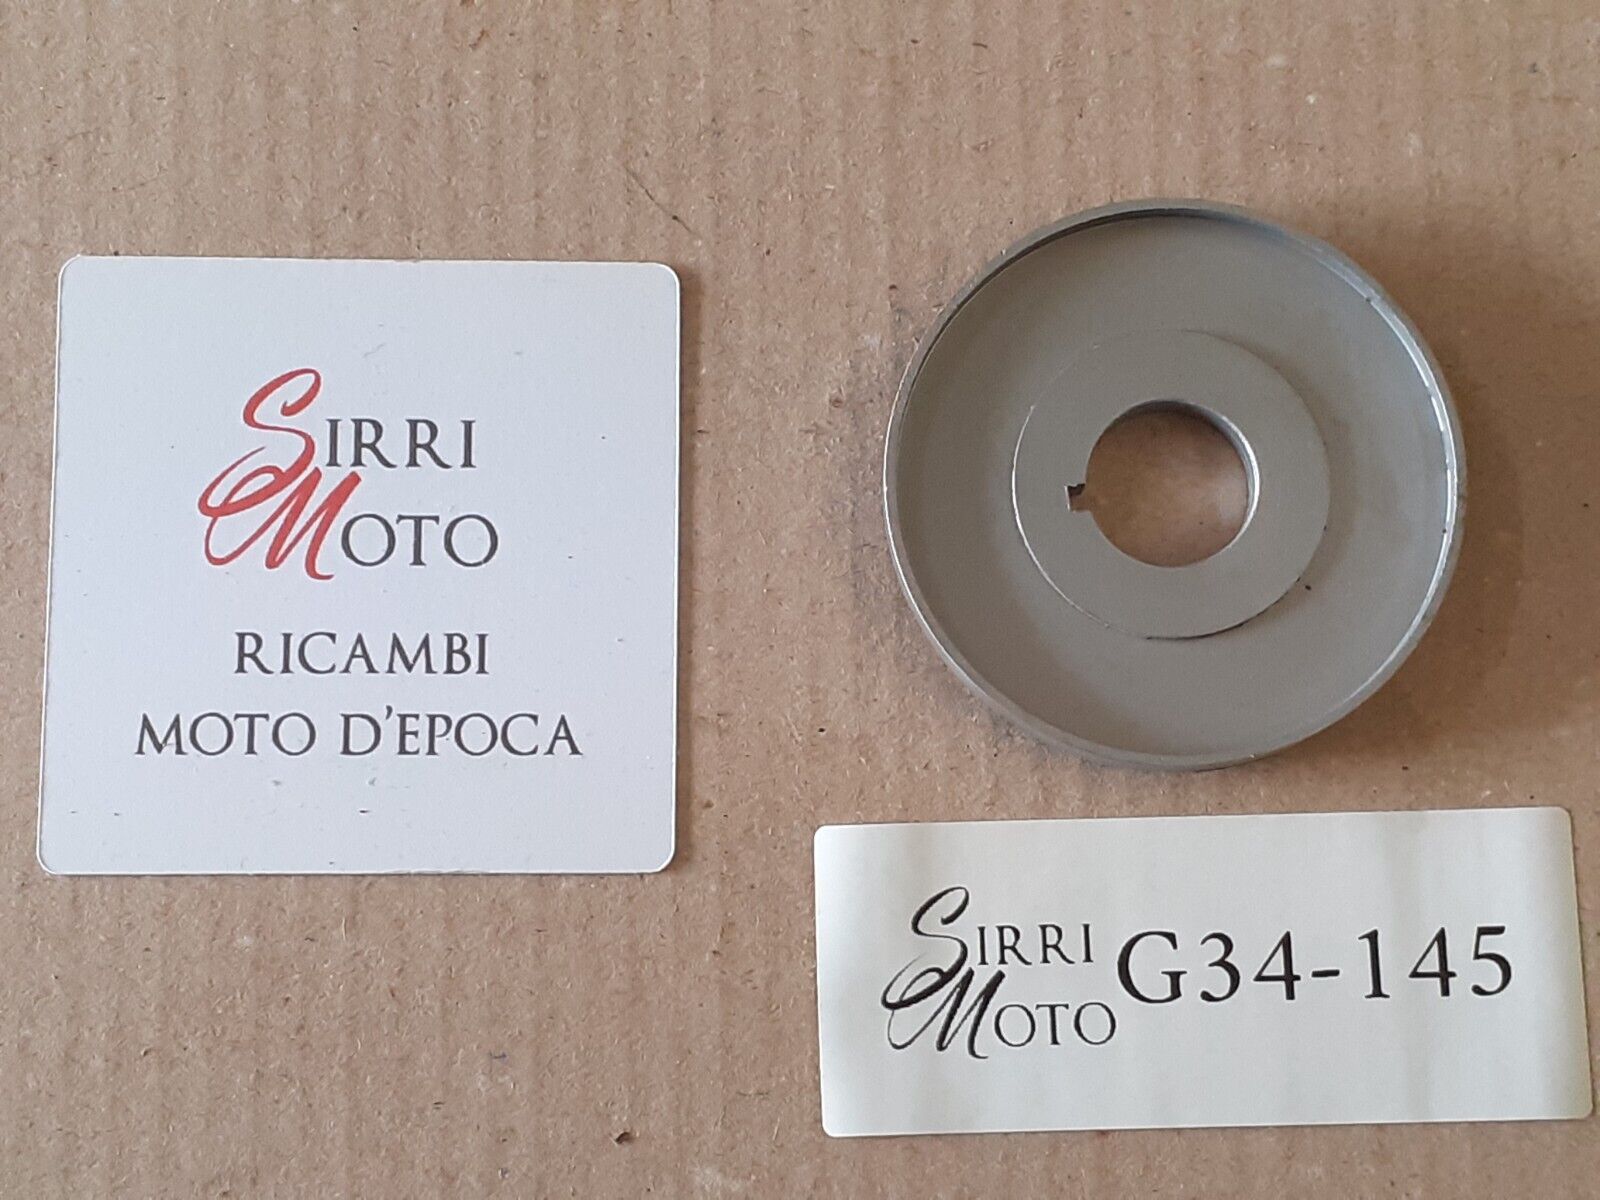 SIRRI
MOTO
RICAMBI
MOTO D'EPOCA
SIRRI
MOTO
G34-145